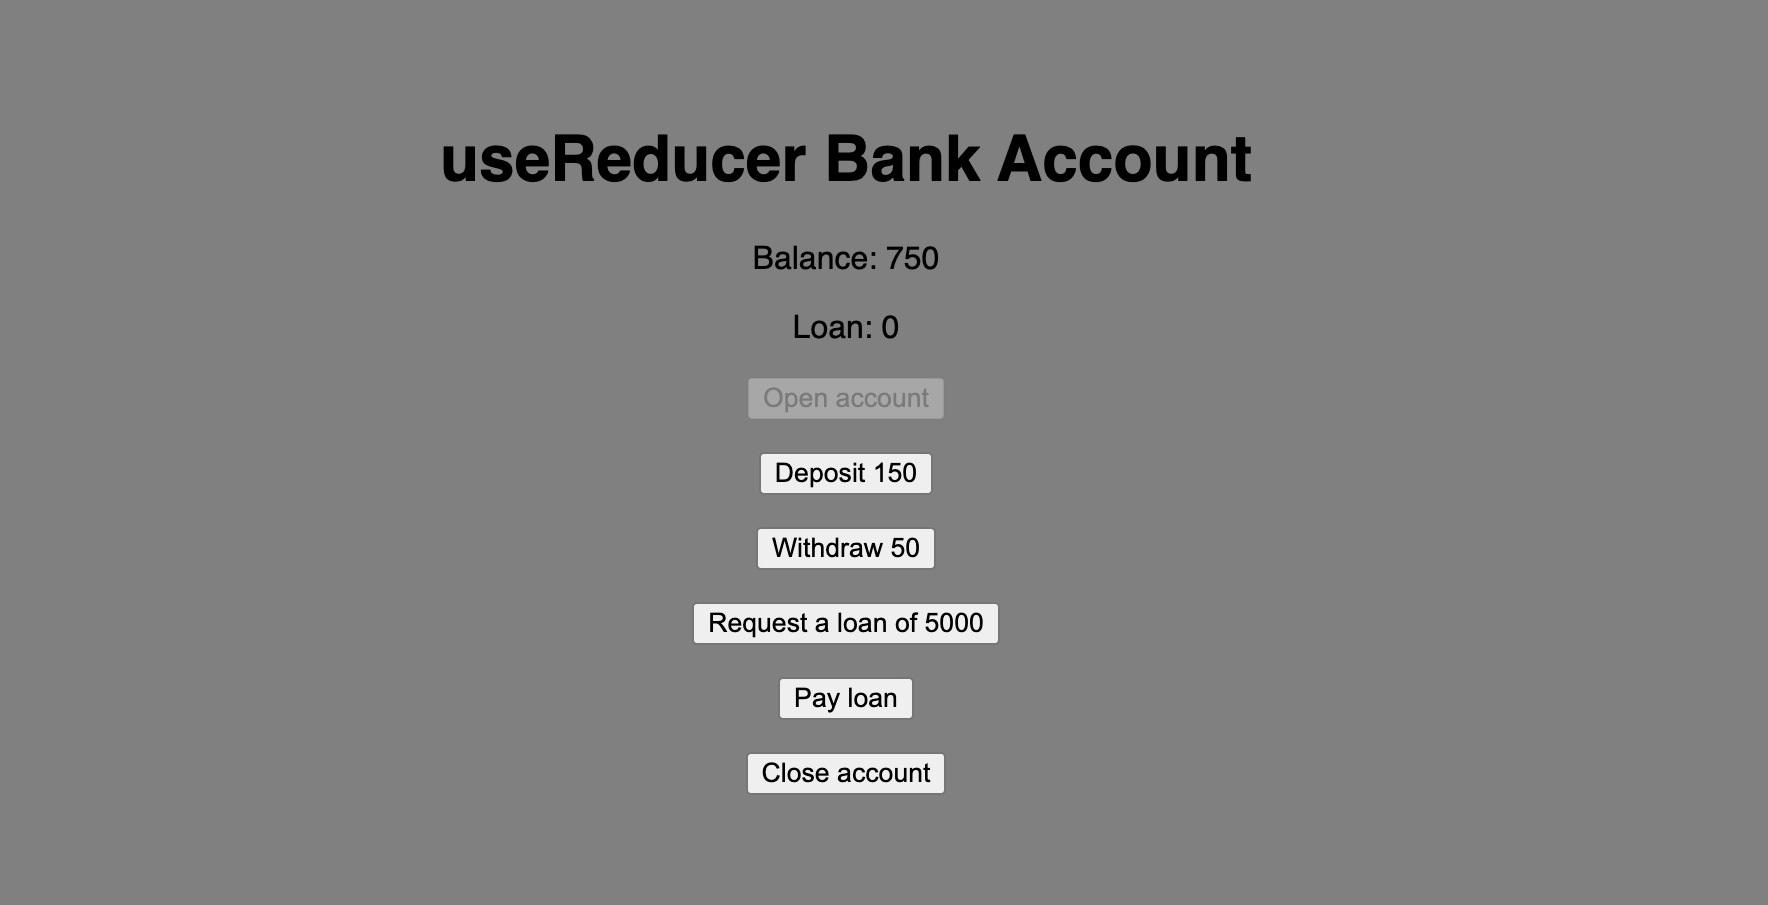 useReducer Bank Account
Balance: 750
Loan: 0
Open account
Deposit 150
Withdraw 50
Request a loan of 5000
Pay loan
Close account